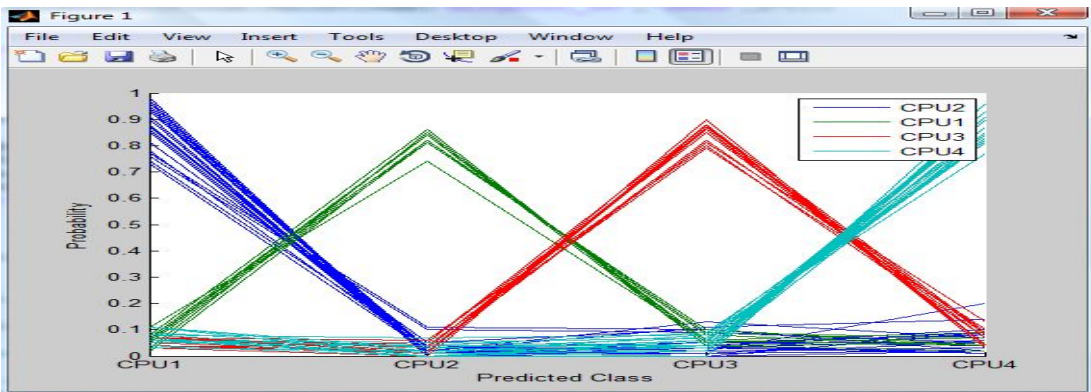 Figure 1
File Edit View Insert Tools Desktop Window Help
1
0.9
0.8
0.7
0.6
0.5
0.4
0.3
0.2
0.1
0
Probability
CPU2
CPU1
CPU3
CPU4
CPU1 CPU2 CPU3 CPU4
Predicted Class